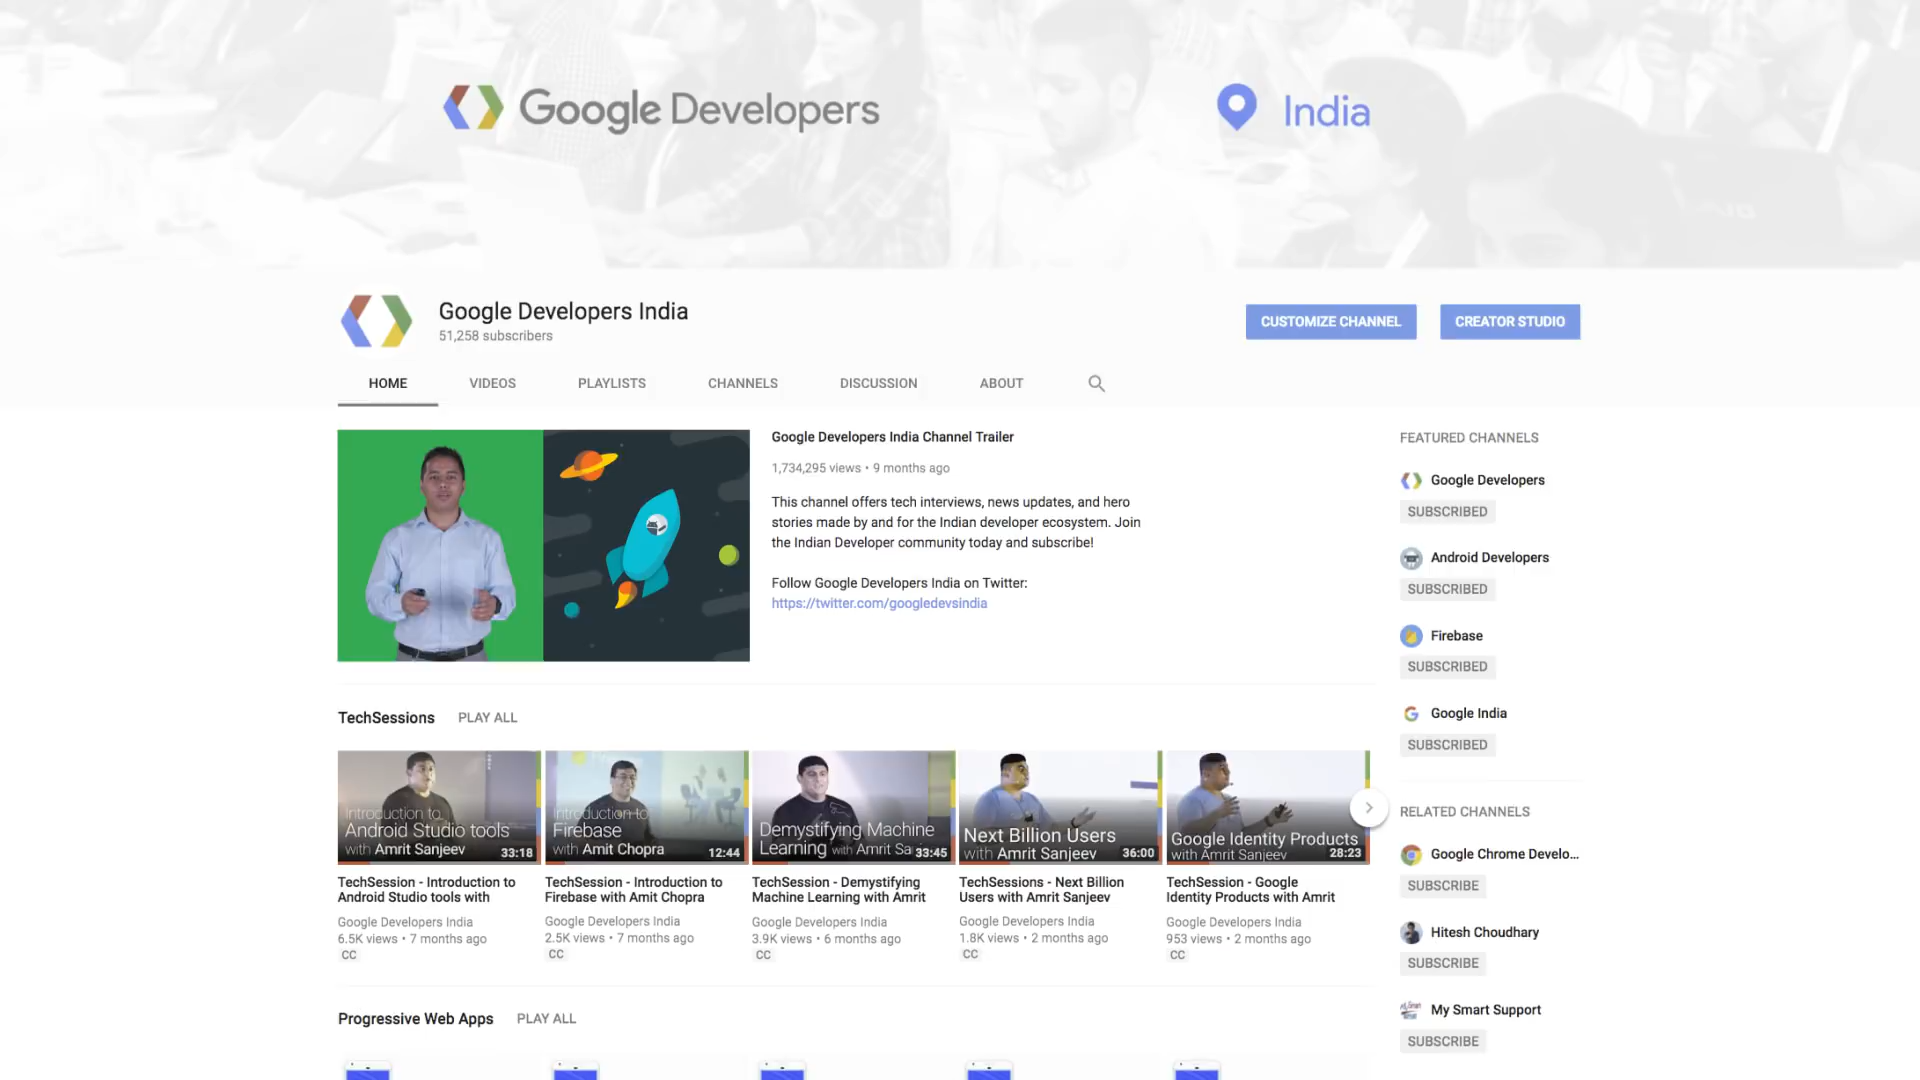 Google Developers
India
Google Developers India
51,258 subscribers
CUSTOMIZE CHANNEL
CREATOR STUDIO
HOME
VIDEOS
PLAYLISTS
CHANNELS
DISCUSSION
ABOUT
Google Developers India Channel Trailer
1,734,295 views • 9 months ago
This channel offers tech interviews, news updates, and hero
stories made by and for the Indian developer ecosystem. Join
the Indian Developer community today and subscribe!
Follow Google Developers India on Twitter:
https://twitter.com/googledevsindia
FEATURED CHANNELS
Google Developers
SUBSCRIBED
Android Developers
SUBSCRIBED
Firebase
SUBSCRIBED
Google India
SUBSCRIBED
TechSessions
PLAY ALL
Introduction to
Android Studio tools
with Amrit Sanjeev
33:18
TechSession - Introduction to
Android Studio tools with
Google Developers India
6.5K views • 7 months ago
CC
Introduction to
Firebase
with Amit Chopra
12:44
TechSession - Introduction to
Firebase with Amit Chopra
Google Developers India
2.5K views • 7 months ago
CC
Demystifying Machine
Learning with Amrit Sa
33:45
TechSession - Demystifying
Machine Learning with Amrit
Google Developers India
3.9K views • 6 months ago
CC
Next Billion Users
with Amrit Sanjeev
36:00
TechSessions - Next Billion
Users with Amrit Sanjeev
Google Developers India
1.8K views • 2 months ago
CC
Google Identity Products
with Amrit Sanjeev
28:23
TechSession - Google
Identity Products with Amrit
Google Developers India
953 views • 2 months ago
CC
RELATED CHANNELS
Google Chrome Develo...
SUBSCRIBE
Hitesh Choudhary
SUBSCRIBE
My Smart Support
SUBSCRIBE
Progressive Web Apps
PLAY ALL